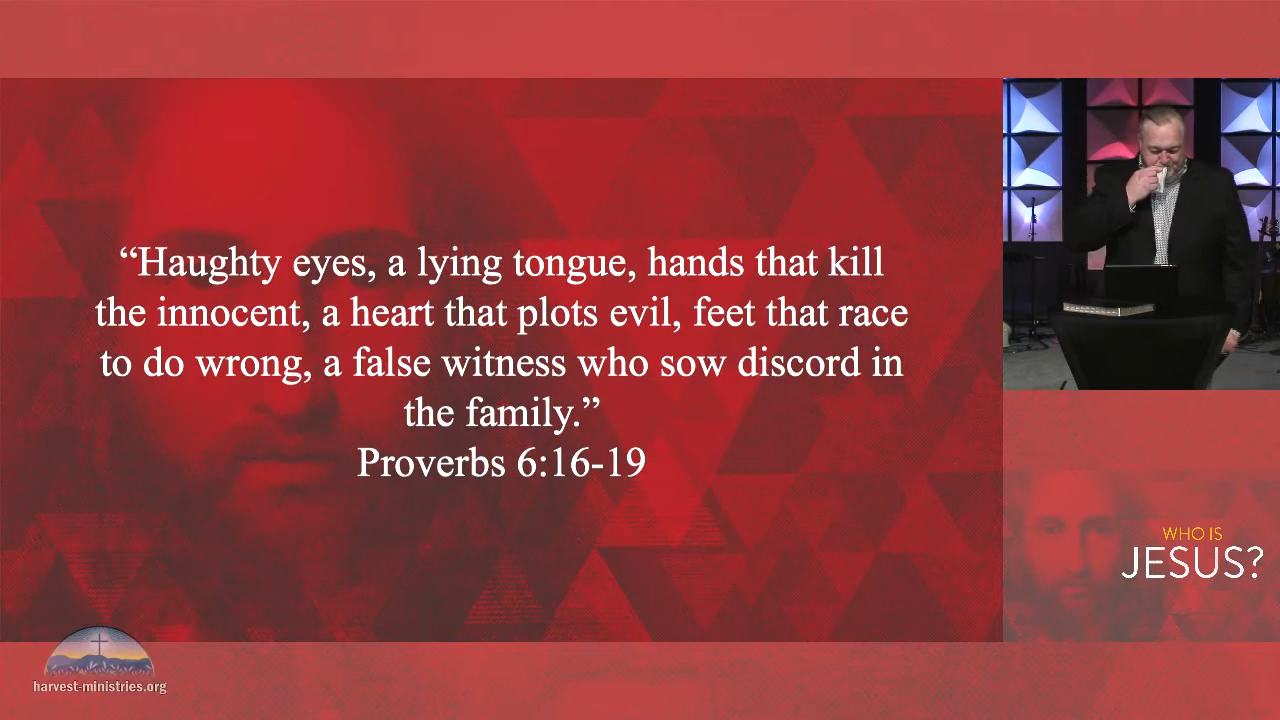 “Haughty eyes, a lying tongue, hands that kill
the innocent, a heart that plots evil, feet that race
to do wrong, a false witness who sow discord in
the family.”
Proverbs 6:16-19
WHO IS
JESUS?
harvest-ministries.org